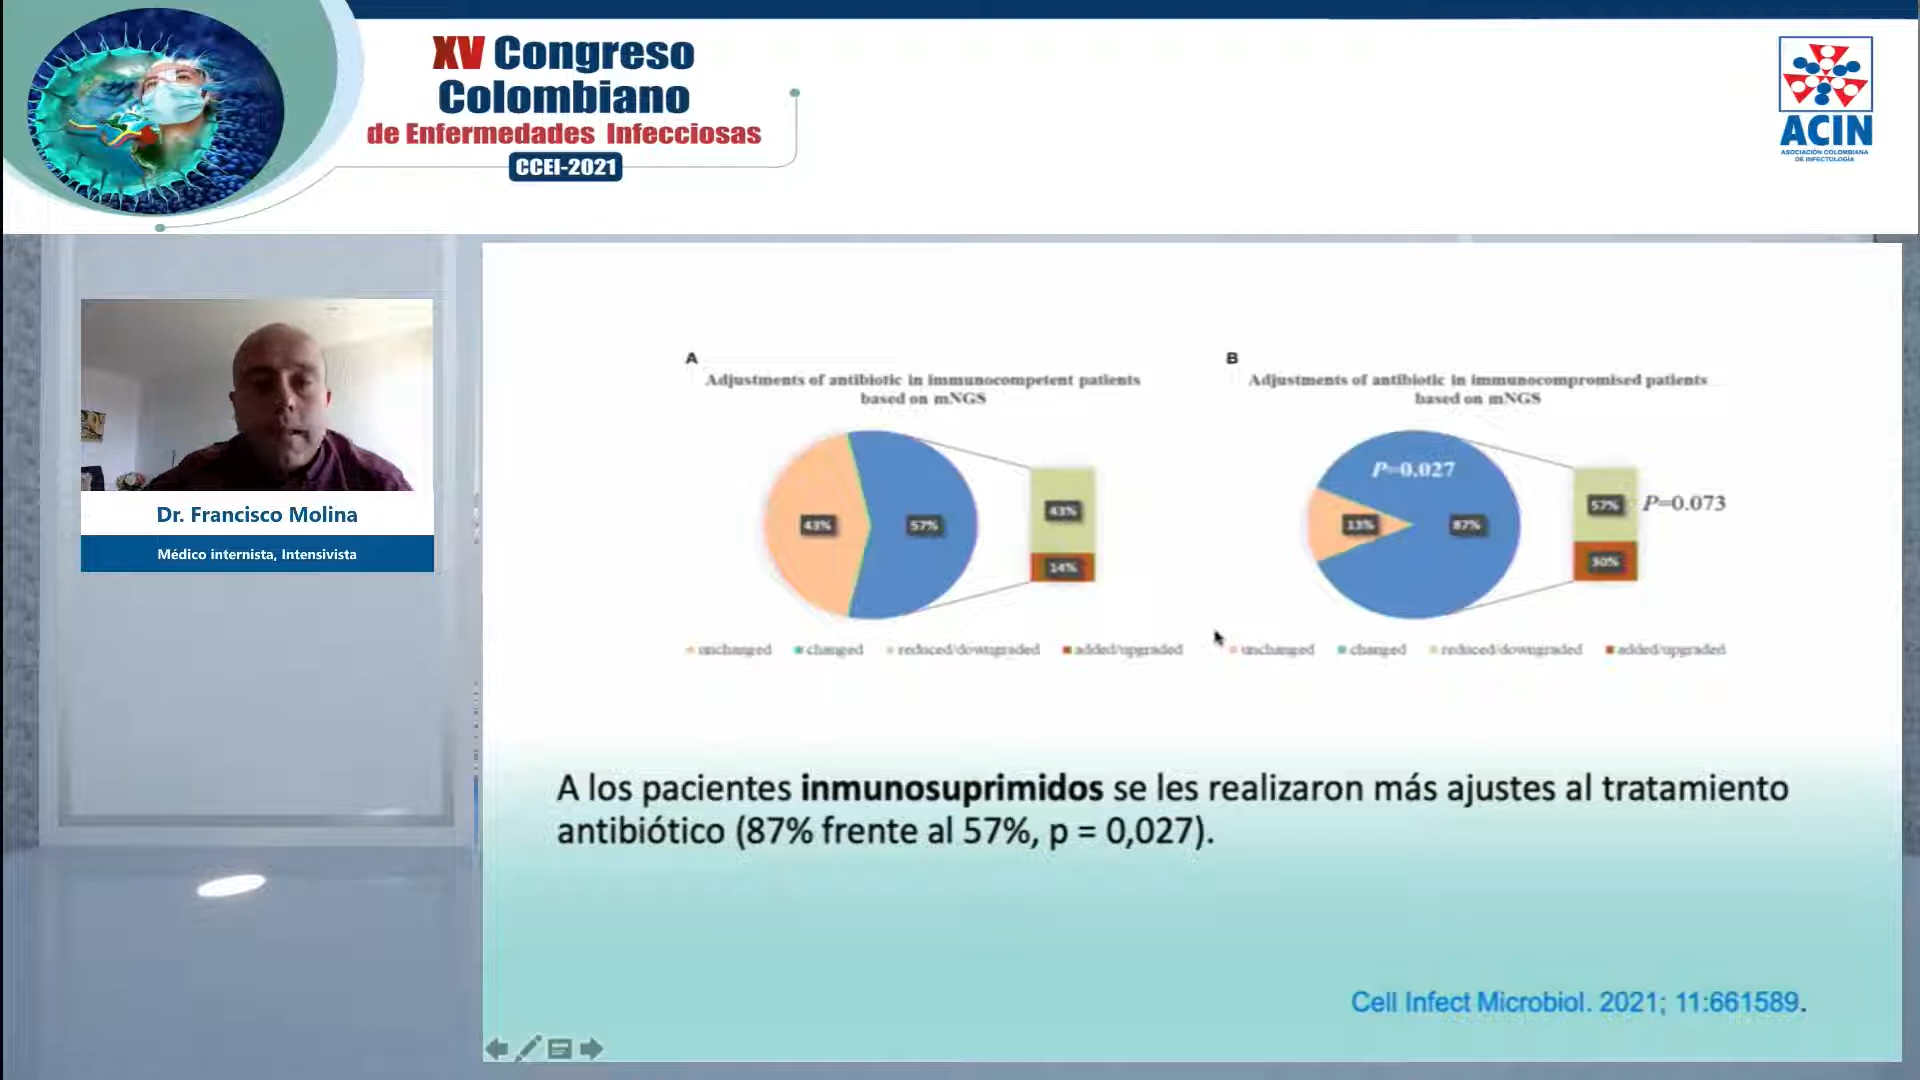 XV Congreso
Colombiano
de Enfermedades Infecciosas
CCEI-2021
ACIN
ASOCIACIÓN COLOMBIANA
DE INFECTOLOGÍA
Dr. Francisco Molina
Médico internista, Intensivista
A
Adjustments of antibiotic in immunocompetent patients
based on mNGS
43%
57%
43%
14%
unchanged changed reduced/downgraded added/upgraded
B
Adjustments of antibiotic in immunocompromised patients
based on mNGS
P=0.027
13%
87%
57%
P=0.073
30%
unchanged changed reduced/downgraded added/upgraded
A los pacientes inmunosuprimidos se les realizaron más ajustes al tratamiento
antibiótico (87% frente al 57%, p = 0,027).
Cell Infect Microbiol. 2021; 11:661589.